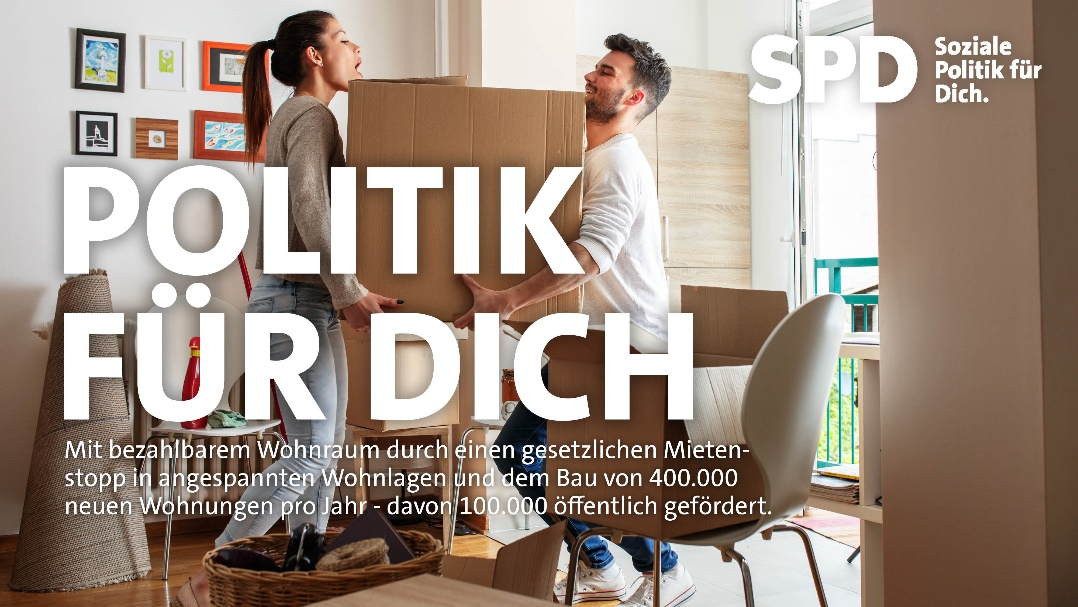 SPD
Soziale
Politik für
Dich.
POLITIK
FÜR DICH
Mit bezahlbarem Wohnraum durch einen gesetzlichen Mieten-
stopp in angespannten Wohnlagen und dem Bau von 400.000
neuen Wohnungen pro Jahr - davon 100.000 öffentlich gefördert.